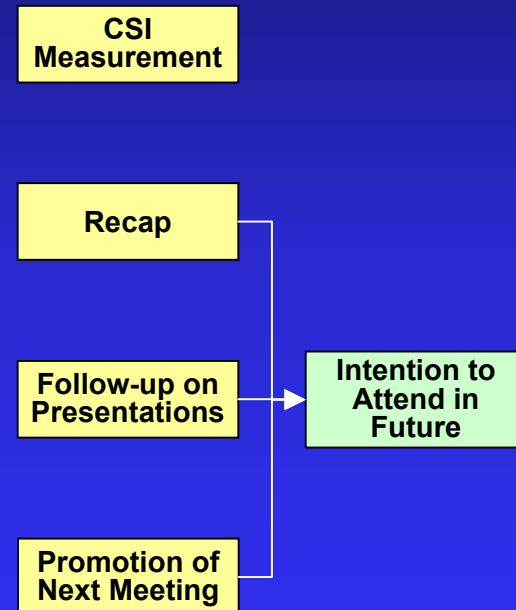 CSI
Measurement
Recap
Follow-up on
Presentations
Intention to
Attend in
Future
Promotion of
Next Meeting